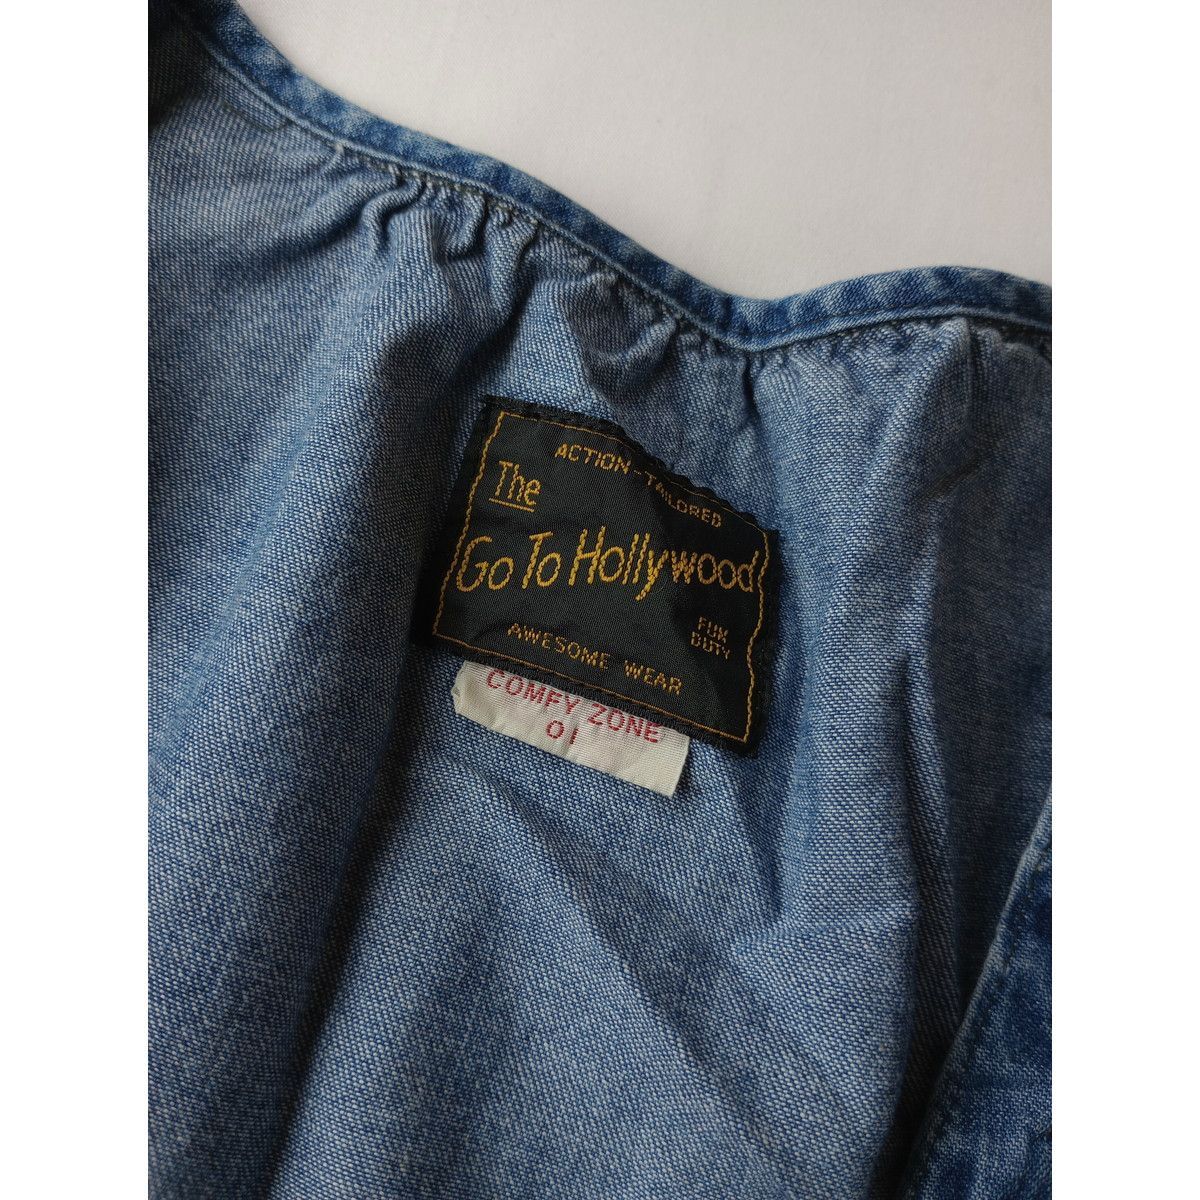 ACTION-TAILORED
The
Go To Hollywood
FUN
DUTY
AWESOME WEAR
COMFY ZONE
01